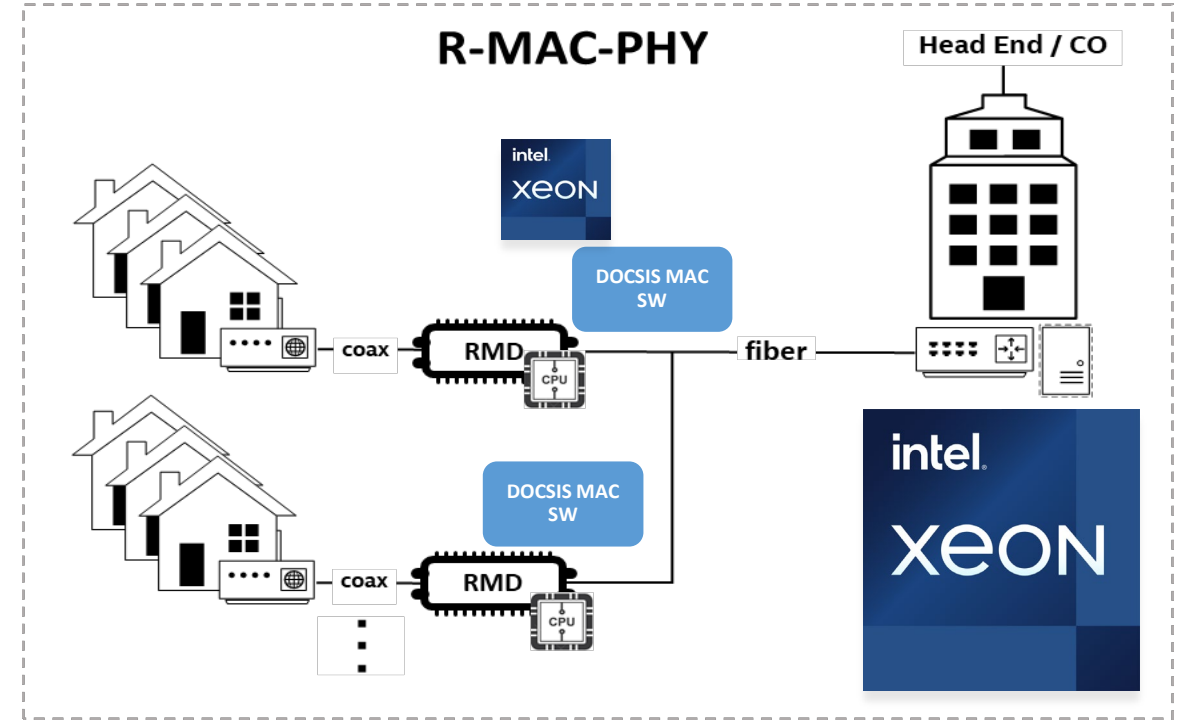 R-MAC-PHY
Head End / CO
intel
xeon
DOCSIS MAC
SW
coax
RMD
CPU
fiber
intel
xeon
DOCSIS MAC
SW
coax
RMD
CPU